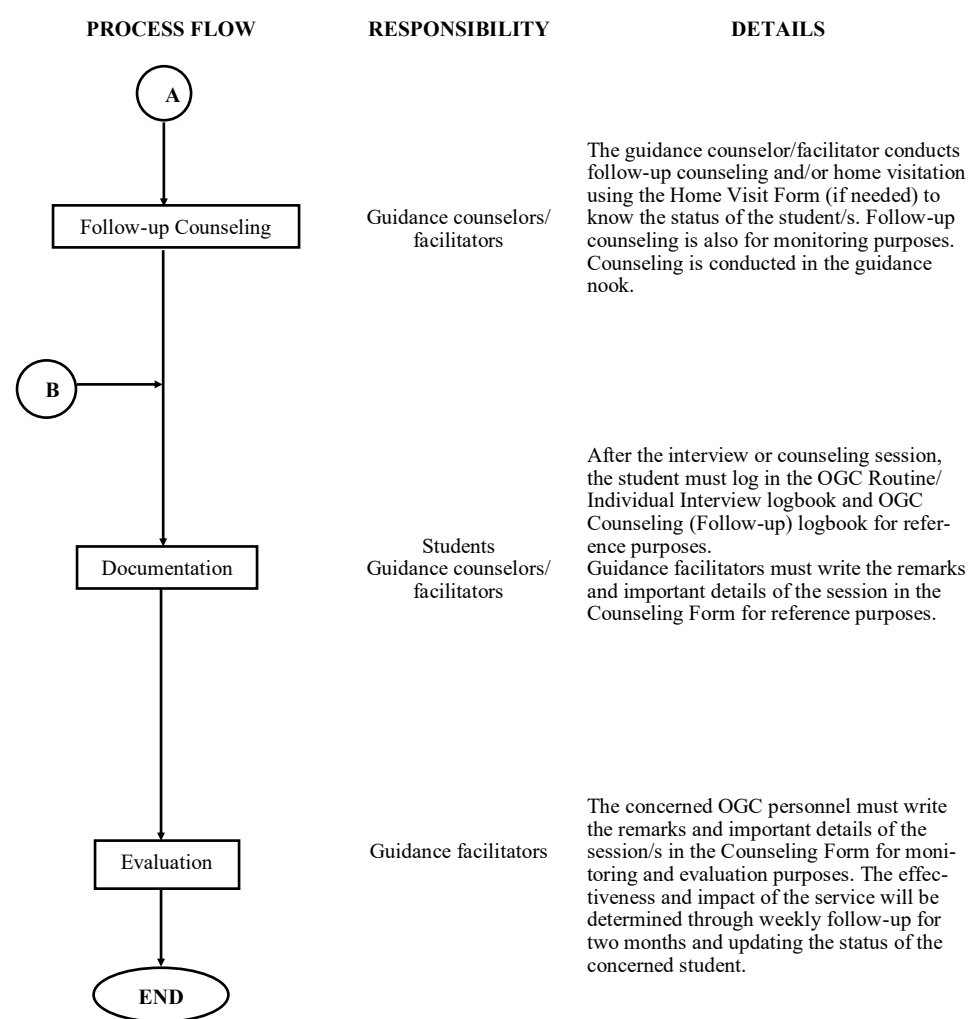 PROCESS FLOW RESPONSIBILITY DETAILS
A
Follow-up Counseling
Guidance counselors/
facilitators
The guidance counselor/facilitator conducts
follow-up counseling and/or home visitation
using the Home Visit Form (if needed) to
know the status of the student/s. Follow-up
counseling is also for monitoring purposes.
Counseling is conducted in the guidance
nook.
B
Documentation
Students
Guidance counselors/
facilitators
After the interview or counseling session,
the student must log in the OGC Routine/
Individual Interview logbook and OGC
Counseling (Follow-up) logbook for refer-
ence purposes.
Guidance facilitators must write the remarks
and important details of the session in the
Counseling Form for reference purposes.
Evaluation
Guidance facilitators
The concerned OGC personnel must write
the remarks and important details of the
session/s in the Counseling Form for moni-
toring and evaluation purposes. The effec-
tiveness and impact of the service will be
determined through weekly follow-up for
two months and updating the status of the
concerned student.
END